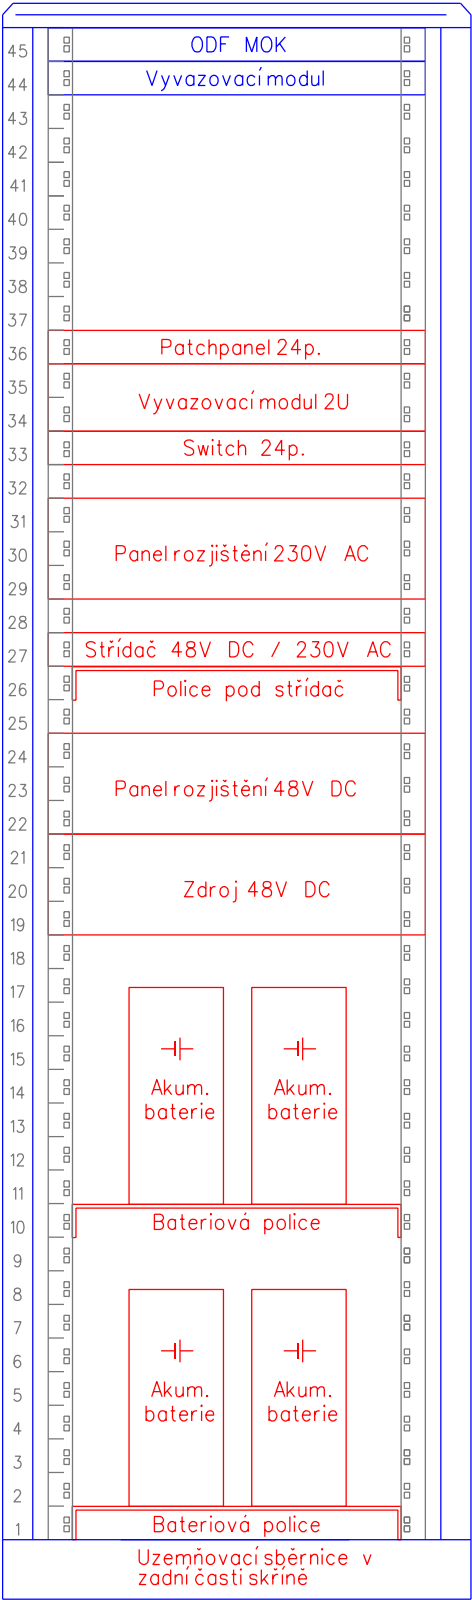 45 ODF MOK
44 Vyvazovací modul
43
42
41
40
39
38
37
36 Patchpanel 24p.
35
Vyvazovací modul 2U
34
33 Switch 24p.
32
31
30 Panel rozjištění 230V AC
29
28
27 Střídač 48V DC / 230V AC
26 Police pod střídač
25
24
23 Panel rozjištění 48V DC
22
21
20 Zdroj 48V DC
19
18
17
16
15
14 Akum. Akum.
baterie baterie
13
12
11
10 Bateriová police
9
8
7
6
5 Akum. Akum.
baterie baterie
4
3
2
1 Bateriová police
Uzemňovací sběrnice v
zadní části skříně